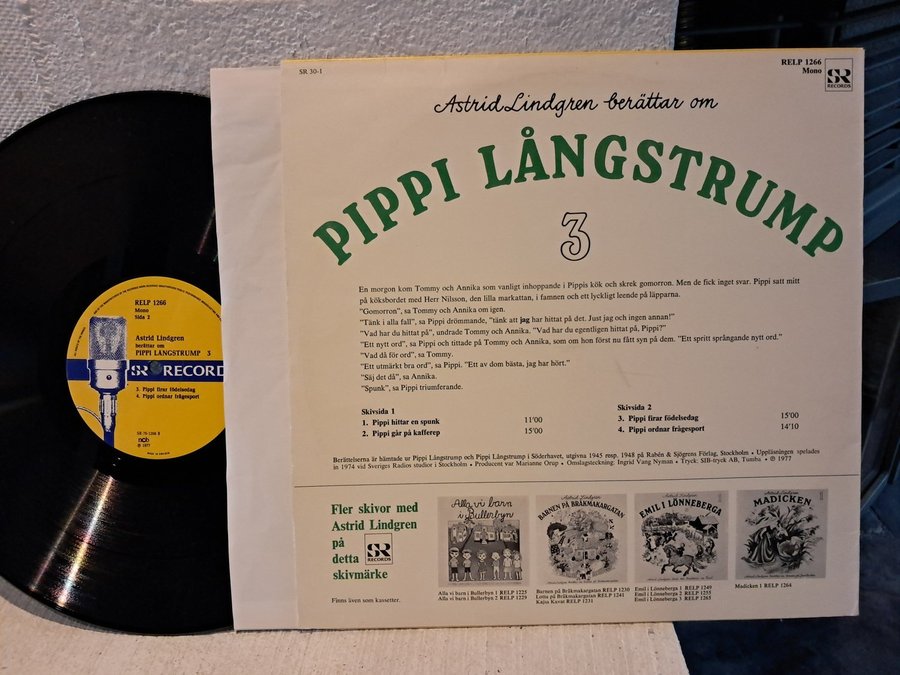 SR 30-1
RELP 1266
Mono
SR
RECORDS
Astrid Lindgren berättar om
PIPPI LÅNGSTRUMP
3
En morgon kom Tommy och Annika som vanligt inhoppande i Pippis kök och skrek gomorron. Men de fick inget svar. Pippi satt mitt
på köksbordet med Herr Nilsson, den lilla markattan, i famnen och ett lyckligt leende på läpparna.
"Gomorron", sa Tommy och Annika om igen.
"Tänk i alla fall", sa Pippi drömmande, "tänk att jag har hittat på det. Just jag och ingen annan!"
"Vad har du hittat på", undrade Tommy och Annika. "Vad har du egentligen hittat på, Pippi?"
"Ett nytt ord", sa Pippi och tittade på Tommy och Annika, som om hon först nu fått syn på dem. "Ett spritt språngande nytt ord."
"Vad då för ord", sa Tommy.
"Ett utmärkt bra ord", sa Pippi. "Ett av dom bästa, jag har hört."
"Säj det då", sa Annika.
"Spunk", sa Pippi triumferande.
Skivsida 1
1. Pippi hittar en spunk 11'00
2. Pippi går på kafferep 15'00
Skivsida 2
3. Pippi firar födelsedag 15'00
4. Pippi ordnar frågesport 14'10
Berättelserna är hämtade ur Pippi Långstrump och Pippi Långstrump i Söderhavet, utgivna 1945 resp. 1948 på Rabén & Sjögrens Förlag, Stockholm • Uppläsningen spelades
in 1974 vid Sveriges Radios studior i Stockholm • Producent var Marianne Orup • Omslagsteckning: Ingrid Vang Nyman • Tryck: SIB-tryck AB, Tumba • ℗ 1977
Fler skivor med
Astrid Lindgren
på
detta
skivmärke
SR
RECORDS
Finns även som kassetter.
Alla vi barn
i Bullerbyn
Alla vi barn i Bullerbyn 1 RELP 1225
Alla vi barn i Bullerbyn 2 RELP 1229
Astrid Lindgren
BARNEN PÅ BRÅKMAKARGATAN
Barnen på Bråkmakargatan RELP 1230
Lotta på Bråkmakargatan RELP 1241
Kajsa Kavat RELP 1231
Astrid Lindgren
EMIL I LÖNNEBERGA
Emil i Lönneberga 1 RELP 1249
Emil i Lönneberga 2 RELP 1255
Emil i Lönneberga 3 RELP 1265
Astrid Lindgren
MADICKEN
Madicken 1 RELP 1264
RELP 1266
Mono
Side 2
Astrid Lindgren
berättar om
PIPPI LÅNGSTRUMP 3
SR RECORD
3. Pippi firar födelsedag
4. Pippi ordnar frågesport
ncb
℗ 1977